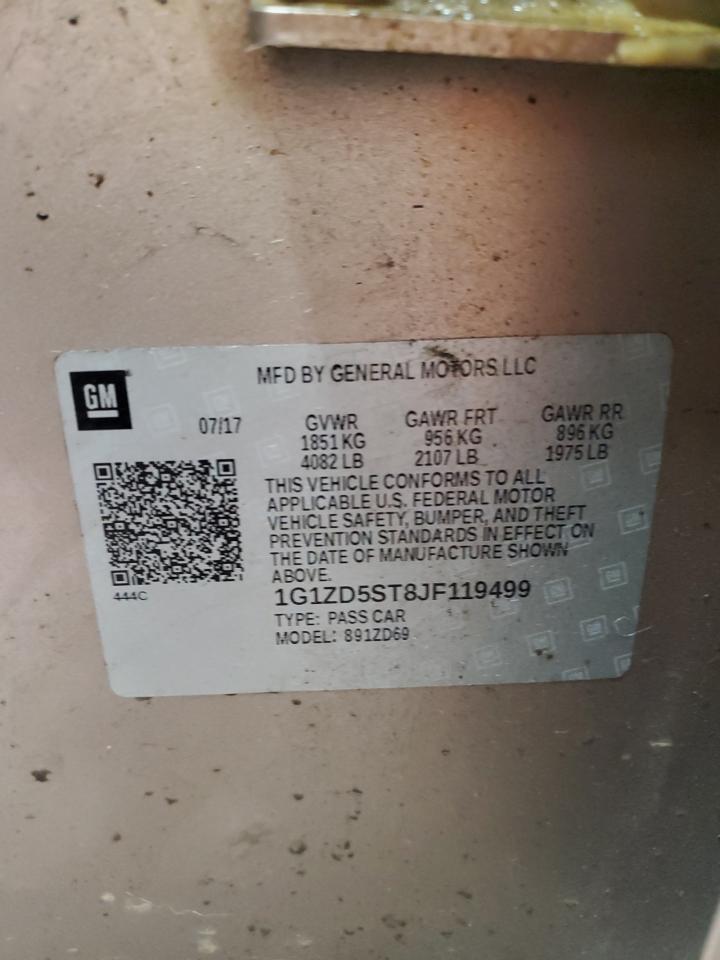 MFD BY GENERAL MOTORS LLC
GM
07/17
GVWR GAWR FRT GAWR RR
1851 KG 956 KG 896 KG
4082 LB 2107 LB 1975 LB
THIS VEHICLE CONFORMS TO ALL
APPLICABLE U.S. FEDERAL MOTOR
VEHICLE SAFETY, BUMPER, AND THEFT
PREVENTION STANDARDS IN EFFECT ON
THE DATE OF MANUFACTURE SHOWN
ABOVE.
444C
1G1ZD5ST8JF119499
TYPE: PASS CAR
MODEL: 891ZD69